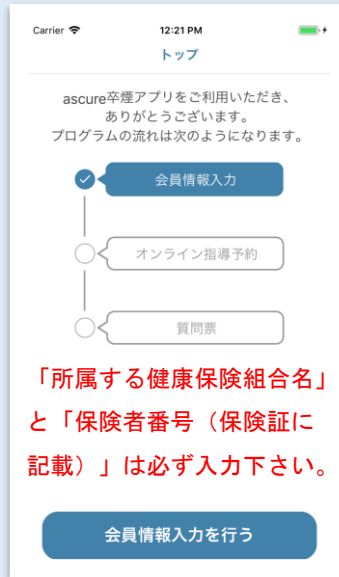 Carrier 12:21 PM
トップ
ascure卒煙アプリをご利用いただき、
ありがとうございます。
プログラムの流れは次のようになります。
会員情報入力
オンライン指導予約
質問票
「所属する健康保険組合名」
と「保険者番号（保険証に
記載）」は必ず入力下さい。
会員情報入力を行う